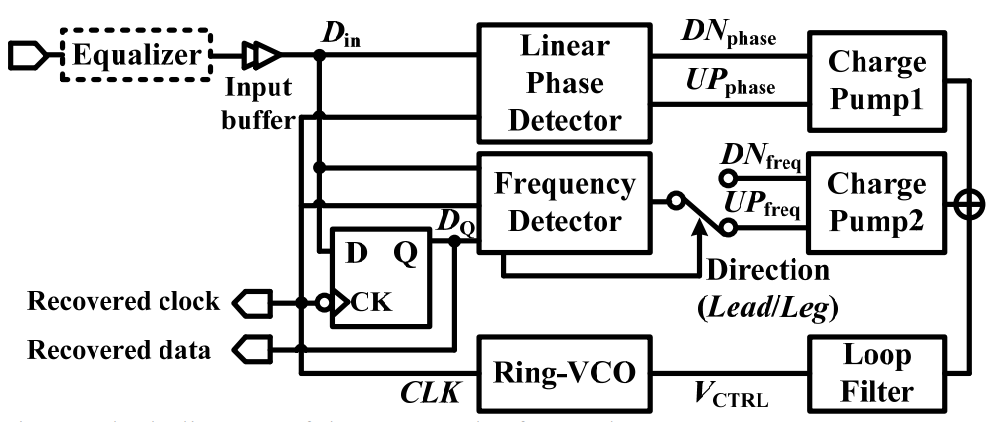 Equalizer
Input
buffer
Din
Linear
Phase
Detector
DNphase
UPphase
Charge
Pump1
Frequency
Detector
DNfreq
UPfreq
Charge
Pump2
DQ
D Q
CK
Direction
(Lead/Leg)
Recovered clock
Recovered data
CLK
Ring-VCO
VCTRL
Loop
Filter